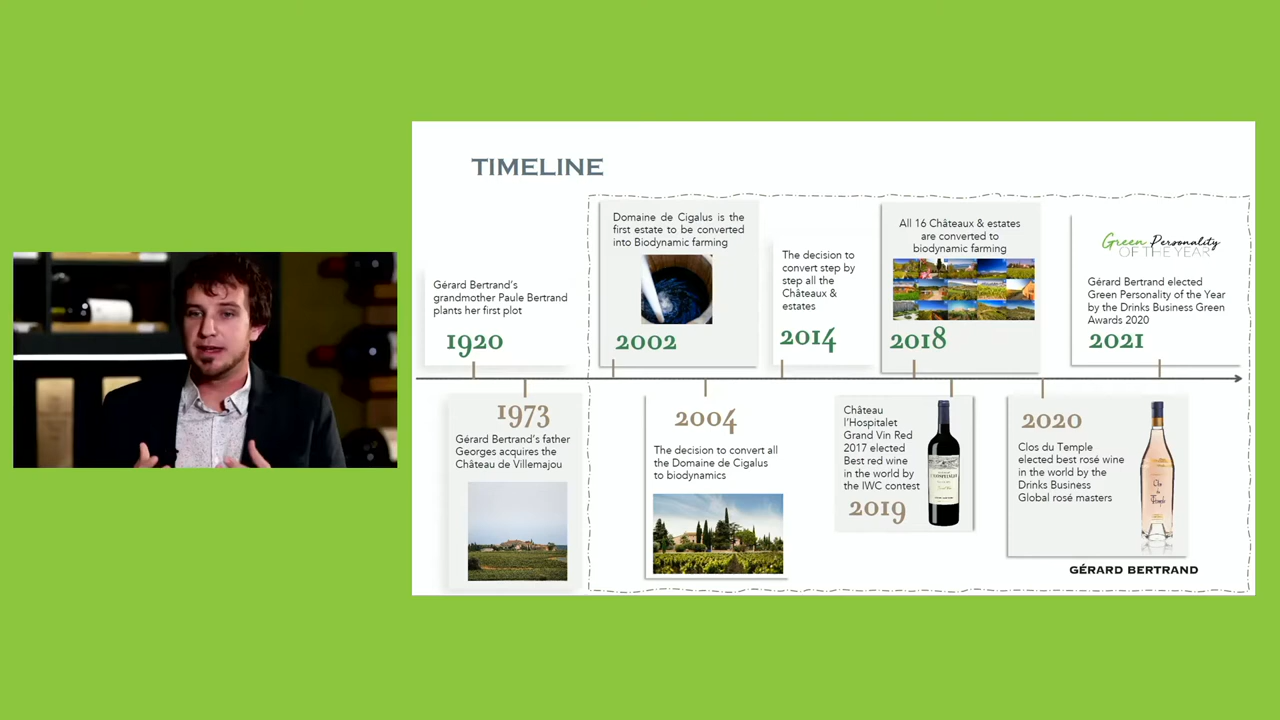 TIMELINE
Gérard Bertrand's
grandmother Paule Bertrand
plants her first plot
1920
1973
Gérard Bertrand's father
Georges acquires the
Château de Villemajou
Domaine de Cigalus is the
first estate to be converted
into Biodynamic farming
2002
2004
The decision to convert all
the Domaine de Cigalus
to biodynamics
The decision to
convert step by
step all the
Châteaux &
estates
2014
All 16 Châteaux & estates
are converted to
biodynamic farming
2018
Château
l'Hospitalet
Grand Vin Red
2017 elected
Best red wine
in the world by
the IWC contest
2019
2020
Clos du Temple
elected best rosé wine
in the world by the
Drinks Business
Global rosé masters
Clos
du
Temple
Green Personality
OF THE YEAR
Gérard Bertrand elected
Green Personality of the Year
by the Drinks Business Green
Awards 2020
2021
GÉRARD BERTRAND